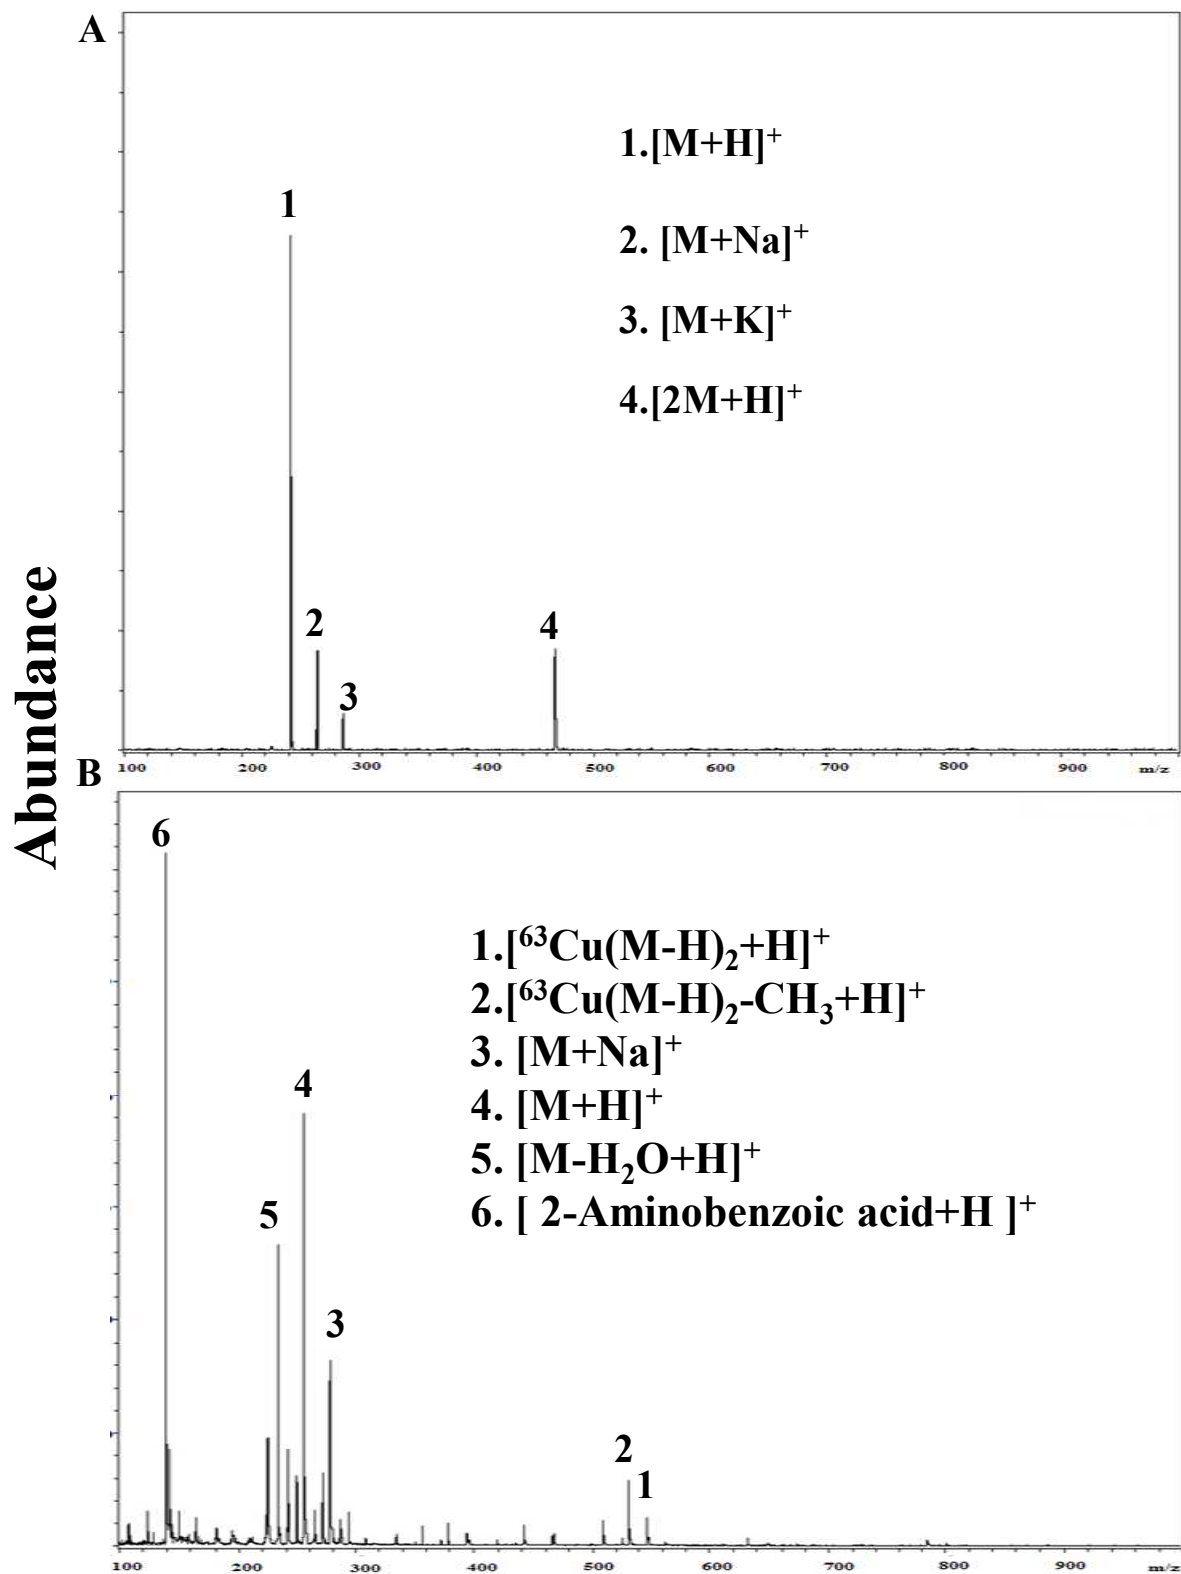 A
1
1.[M+H]⁺
2. [M+Na]⁺
3. [M+K]⁺
4.[2M+H]⁺
2
3
4
100 200 300 400 500 600 700 800 900 m/z
Abundance
B
6
1.[⁶³Cu(M-H)₂+H]⁺
2.[⁶³Cu(M-H)₂-CH₃+H]⁺
3. [M+Na]⁺
4. [M+H]⁺
5. [M-H₂O+H]⁺
6. [ 2-Aminobenzoic acid+H ]⁺
4
5
3
2
1
100 200 300 400 500 600 700 800 900 m/z